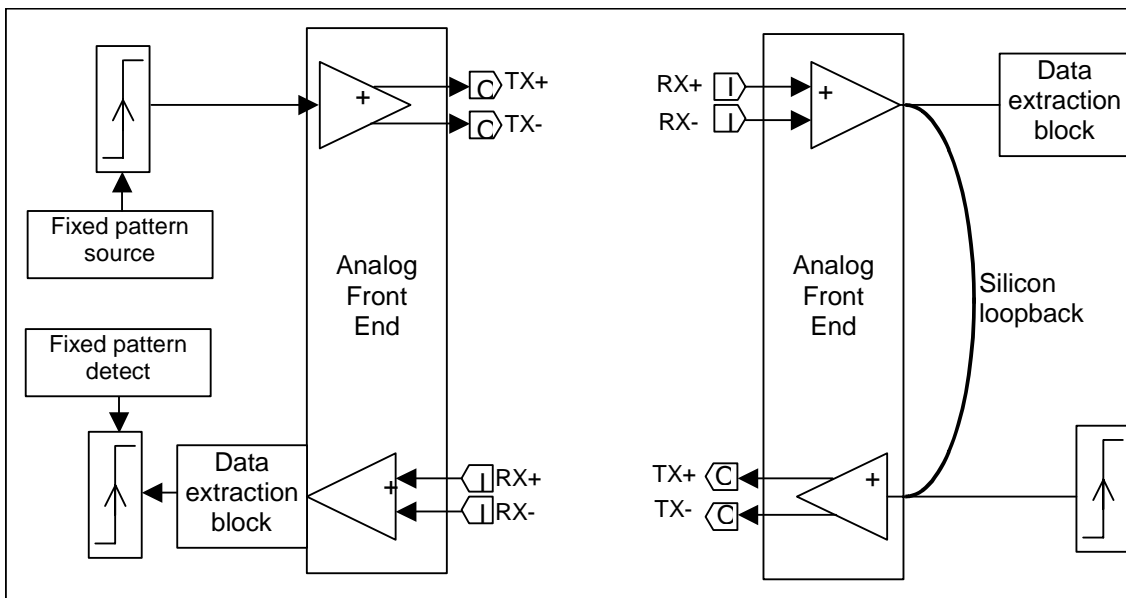 +
C TX+
C TX-
Fixed pattern
source
Analog
Front
End
Fixed pattern
detect
Data
extraction
block
+
I RX+
I RX-
RX+ I
RX- I
+
Data
extraction
block
Analog
Front
End
Silicon
loopback
TX+ C
TX- C
+